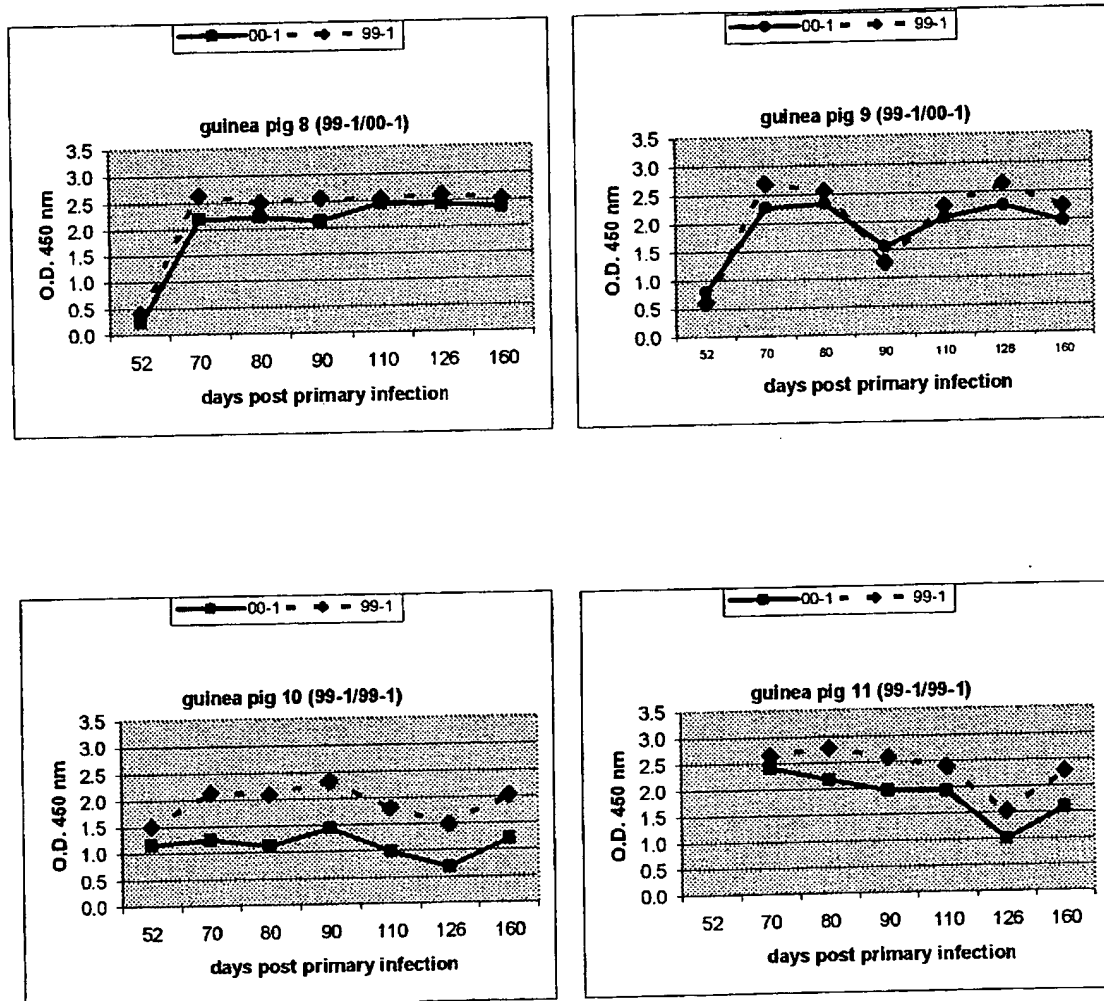 00-1 99-1
guinea pig 8 (99-1/00-1)
O.D. 450 nm
3.5
3.0
2.5
2.0
1.5
1.0
0.5
0.0
52 70 80 90 110 126 160
days post primary infection
00-1 99-1
guinea pig 9 (99-1/00-1)
O.D. 450 nm
3.5
3.0
2.5
2.0
1.5
1.0
0.5
0.0
52 70 80 90 110 126 160
days post primary infection
00-1 99-1
guinea pig 10 (99-1/99-1)
O.D. 450 nm
3.5
3.0
2.5
2.0
1.5
1.0
0.5
0.0
52 70 80 90 110 126 160
days post primary infection
00-1 99-1
guinea pig 11 (99-1/99-1)
O.D. 450 nm
3.5
3.0
2.5
2.0
1.5
1.0
0.5
0.0
52 70 80 90 110 126 160
days post primary infection